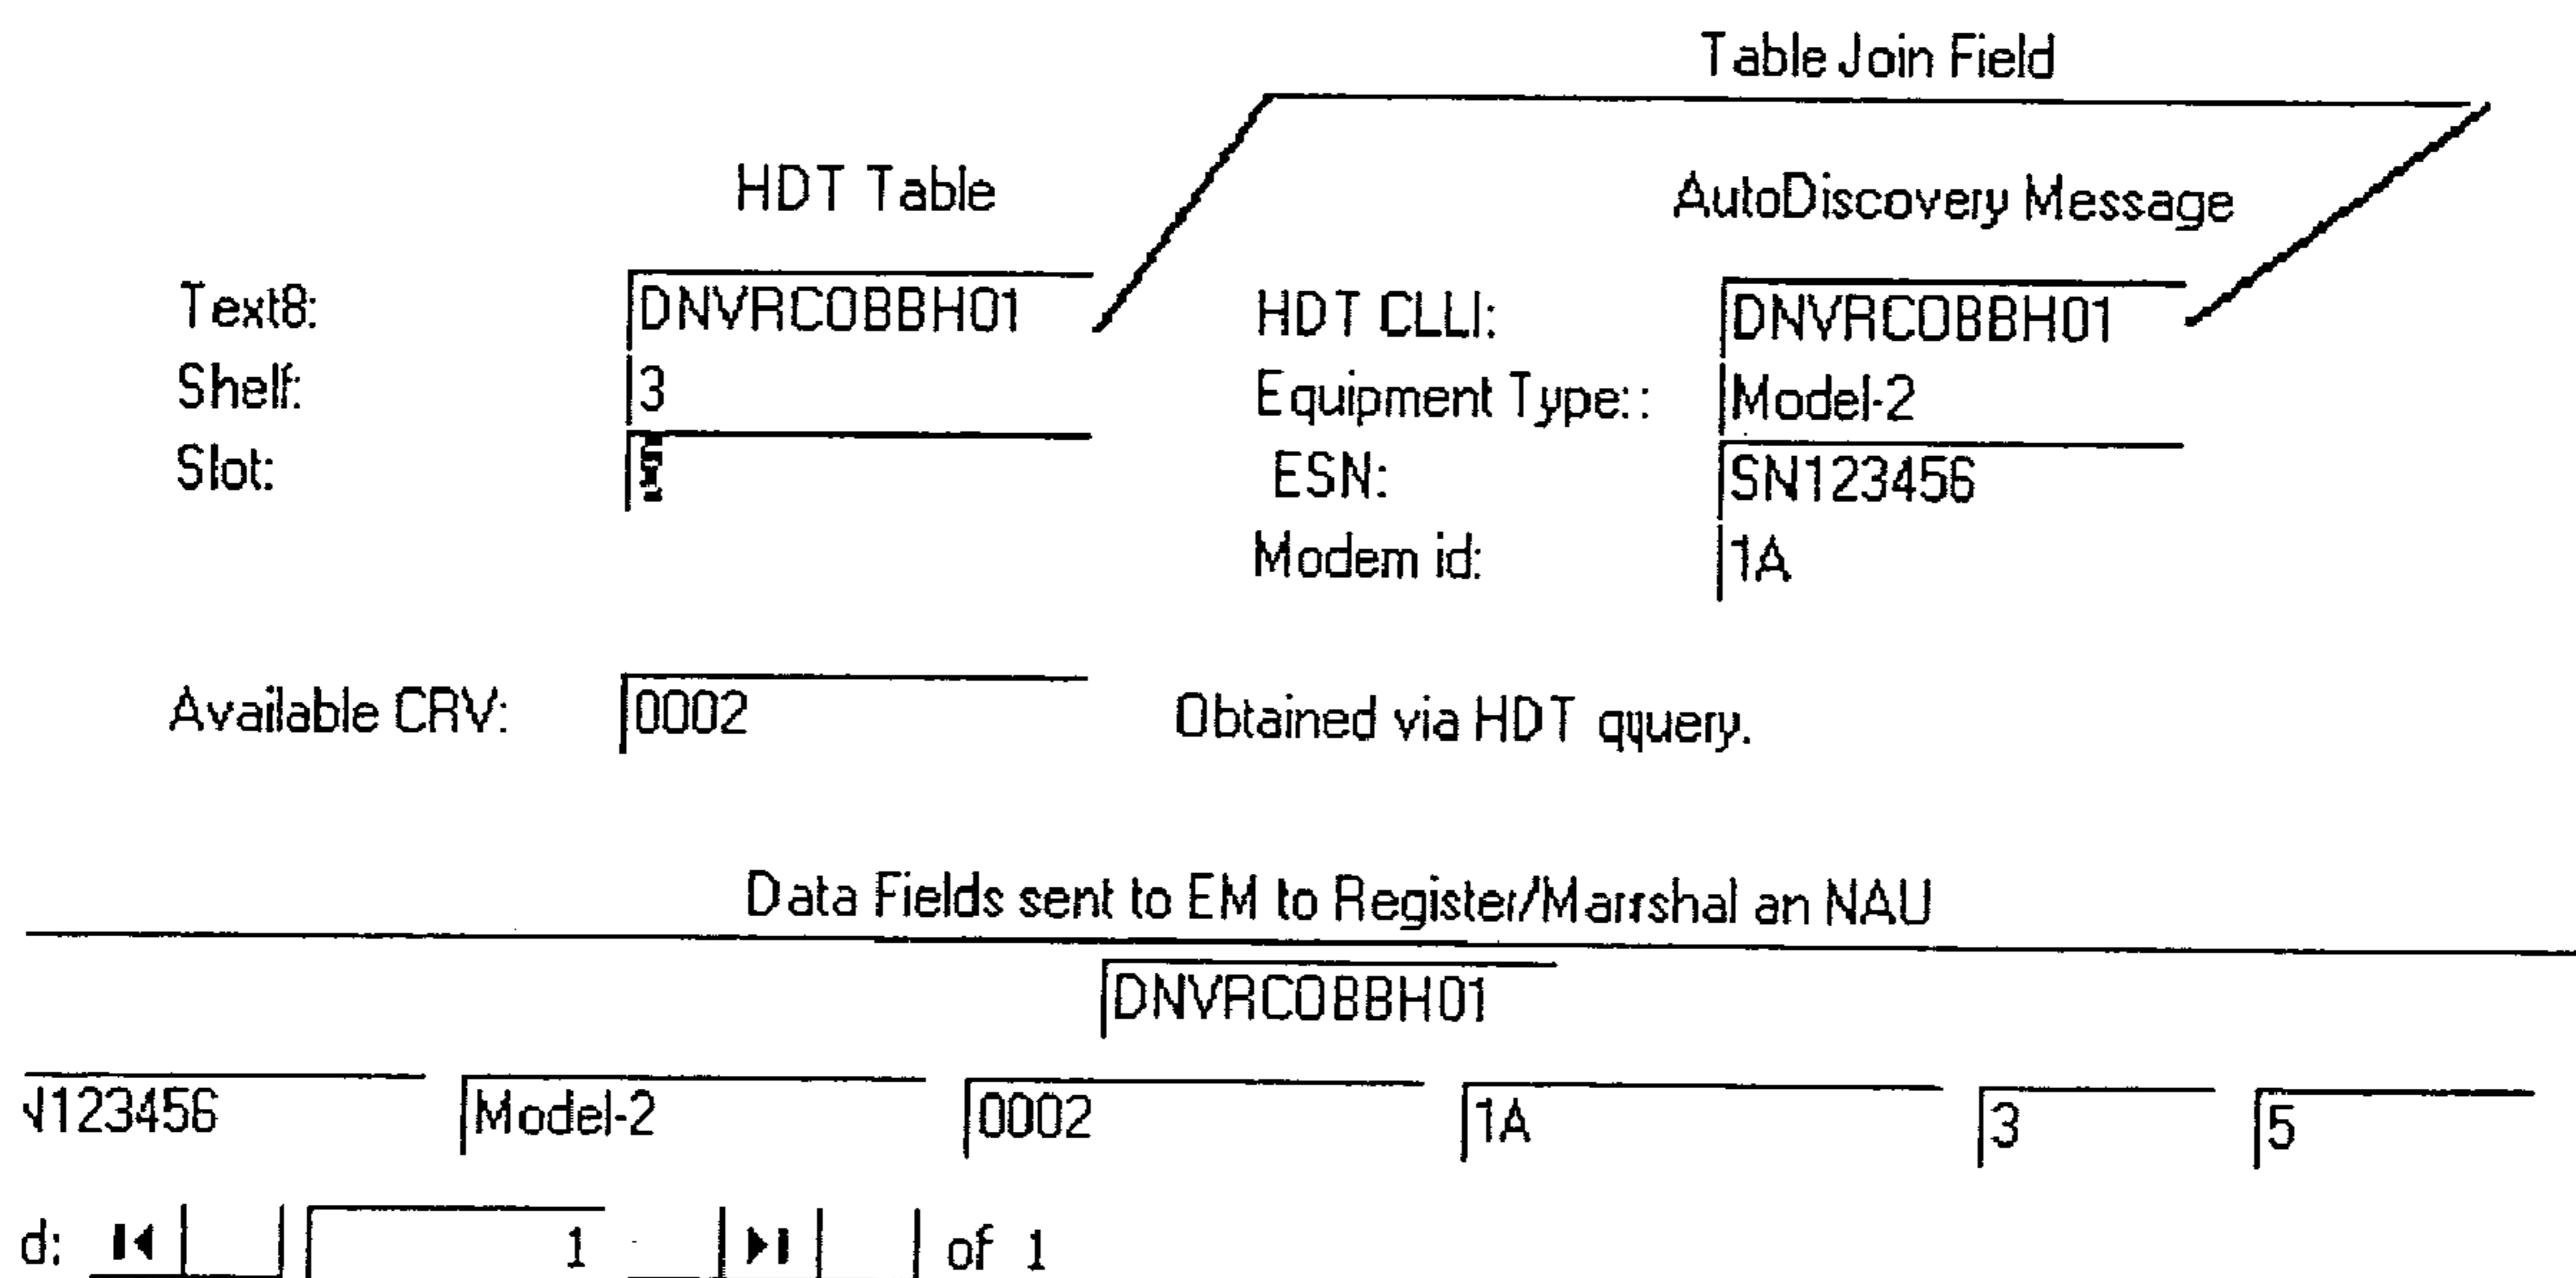 Table Join Field
HDT Table
AutoDiscovery Message
Text8: DNVRCOBBH01 HDT CLLI: DNVRCOBBH01
Shelf: 3 Equipment Type:: Model-2
Slot: ESN: SN123456
Modem id: 1A
Available CRV: 0002 Obtained via HDT qquery.
Data Fields sent to EM to Register/Marrshal an NAU
DNVRCOBBH01
N123456 Model-2 0002 1A 3 5
d: 1 of 1